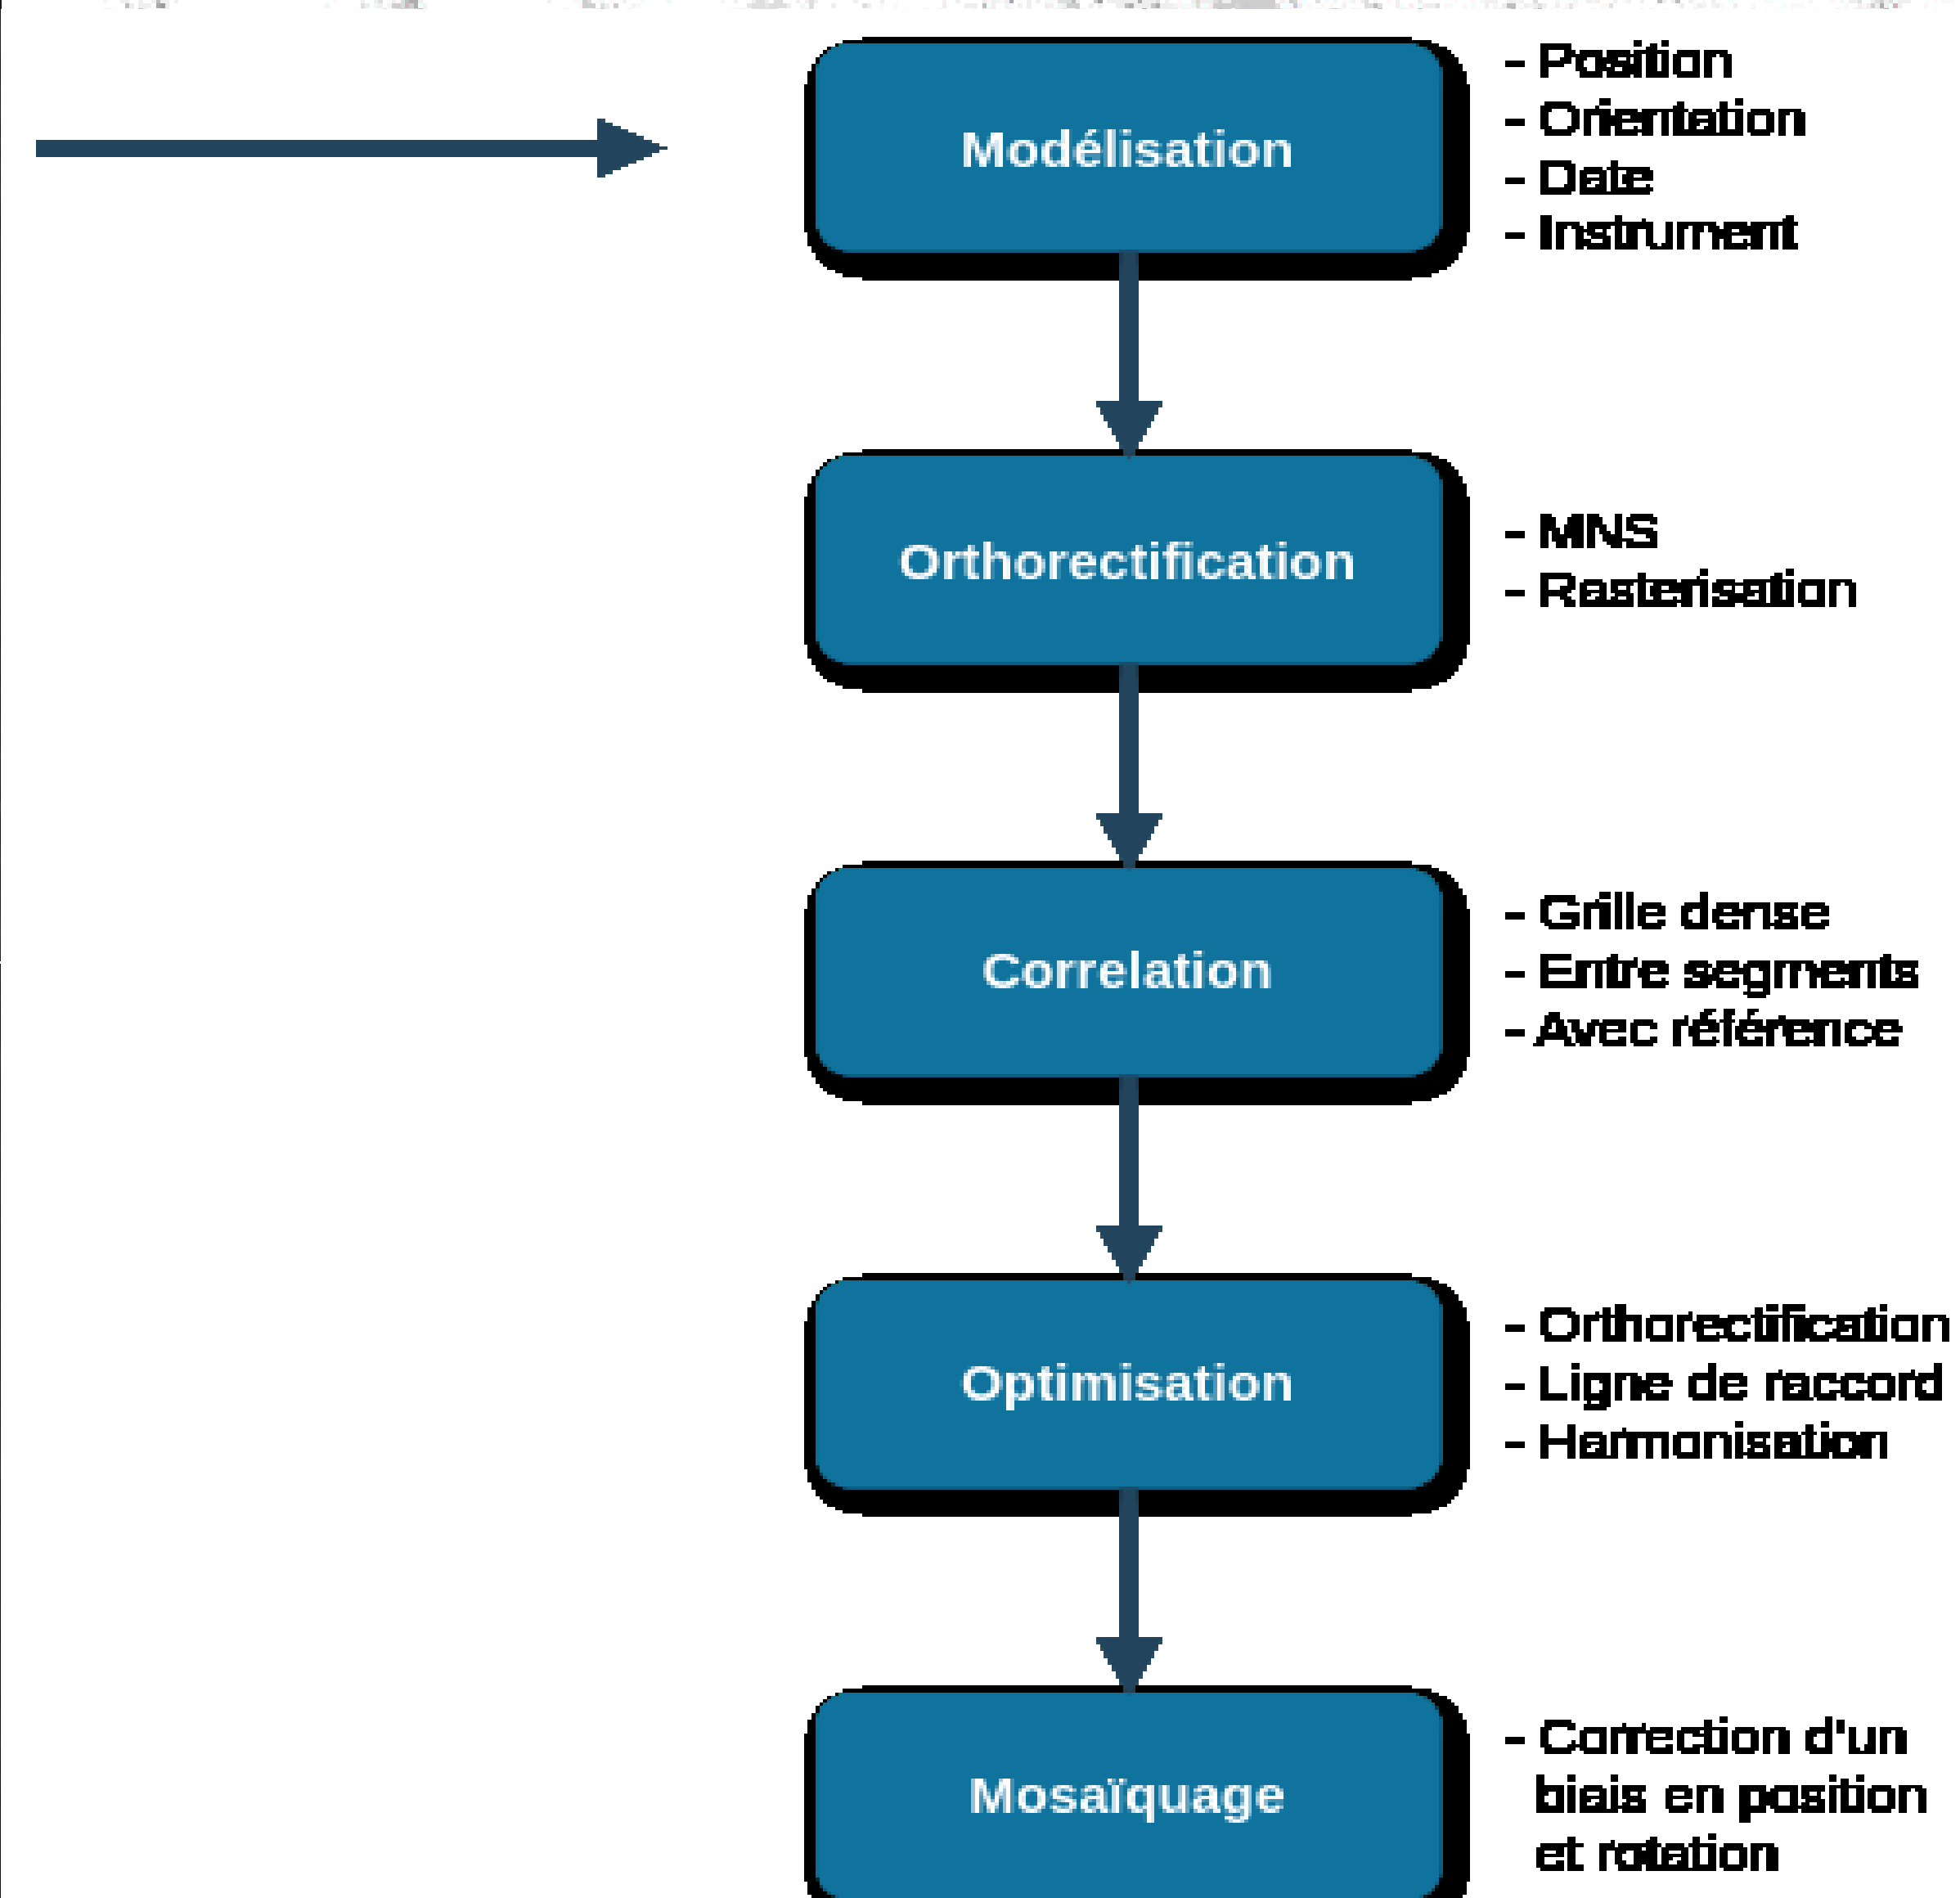 Modélisation
- Position
- Orientation
- Date
- Instrument
Orthorectification
- MNS
- Rasterisation
Correlation
- Grille dense
- Entre segments
- Avec référence
Optimisation
- Orthorectification
- Ligne de raccord
- Harmonisation
Mosaïquage
- Correction d'un
biais en position
et rotation